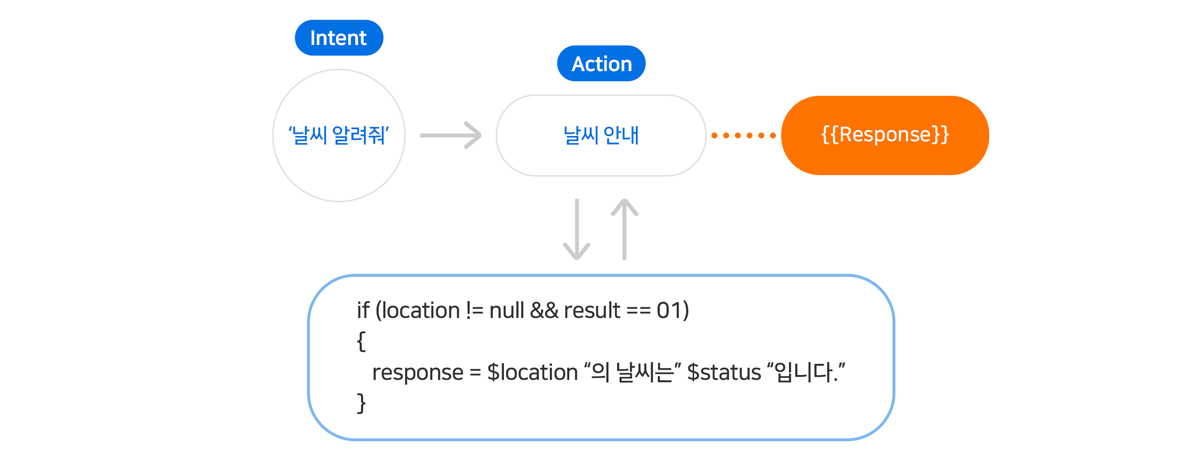 Intent
Action
‘날씨 알려줘’
날씨 안내
{{Response}}
if (location != null && result == 01)
{
response = $location “의 날씨는” $status “입니다.”
}